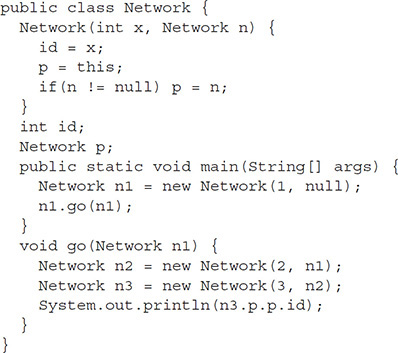 public class Network {
  Network(int x, Network n) {
    id = x;
    p = this;
    if(n != null) p = n;
  }
  int id;
  Network p;
  public static void main(String[] args) {
    Network n1 = new Network(1, null);
    n1.go(n1);
  }
  void go(Network n1) {
    Network n2 = new Network(2, n1);
    Network n3 = new Network(3, n2);
    System.out.println(n3.p.p.id);
  }
}